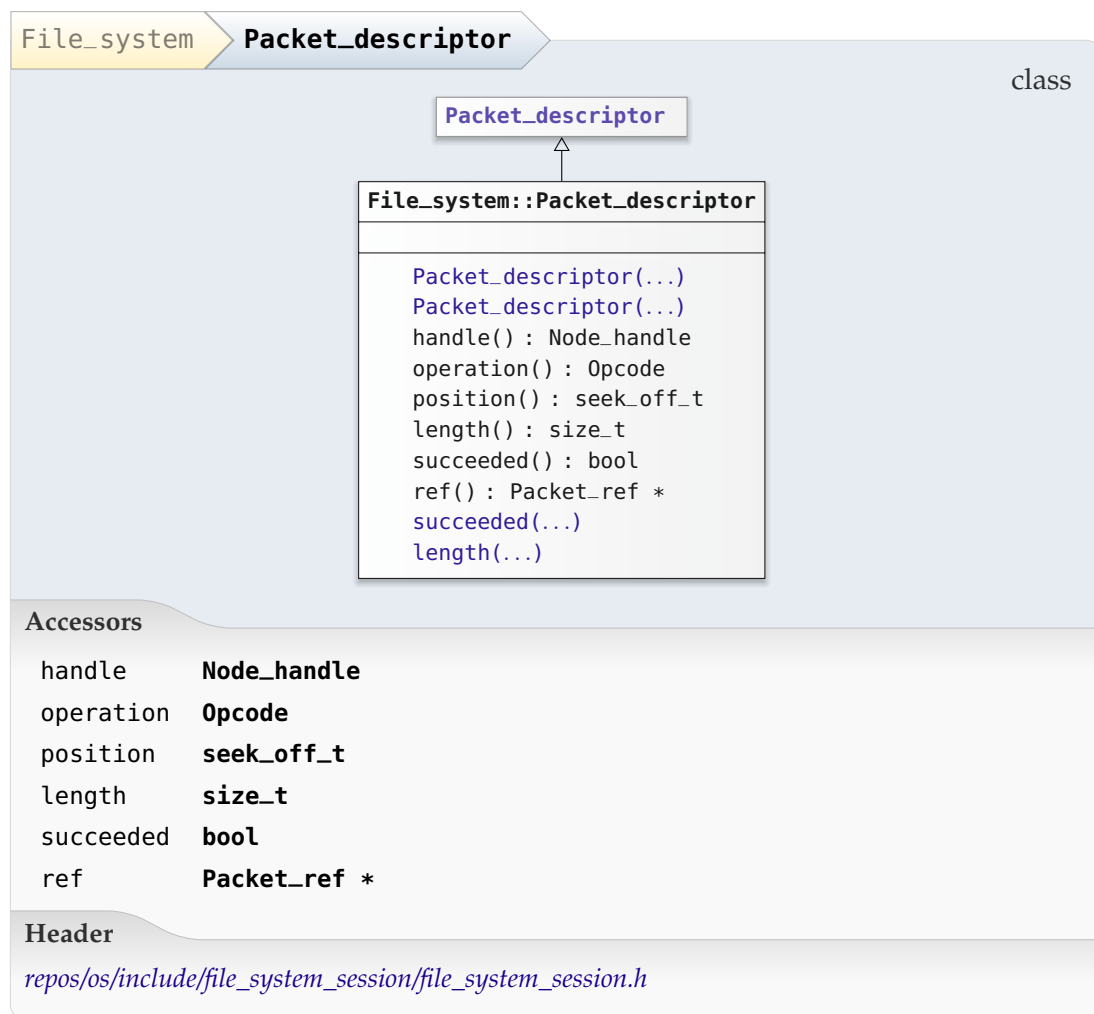 File_system Packet_descriptor
class
Packet_descriptor
File_system::Packet_descriptor
Packet_descriptor(...)
Packet_descriptor(...)
handle() : Node_handle
operation() : Opcode
position() : seek_off_t
length() : size_t
succeeded() : bool
ref() : Packet_ref *
succeeded(...)
length(...)
Accessors
handle Node_handle
operation Opcode
position seek_off_t
length size_t
succeeded bool
ref Packet_ref *
Header
repos/os/include/file_system_session/file_system_session.h